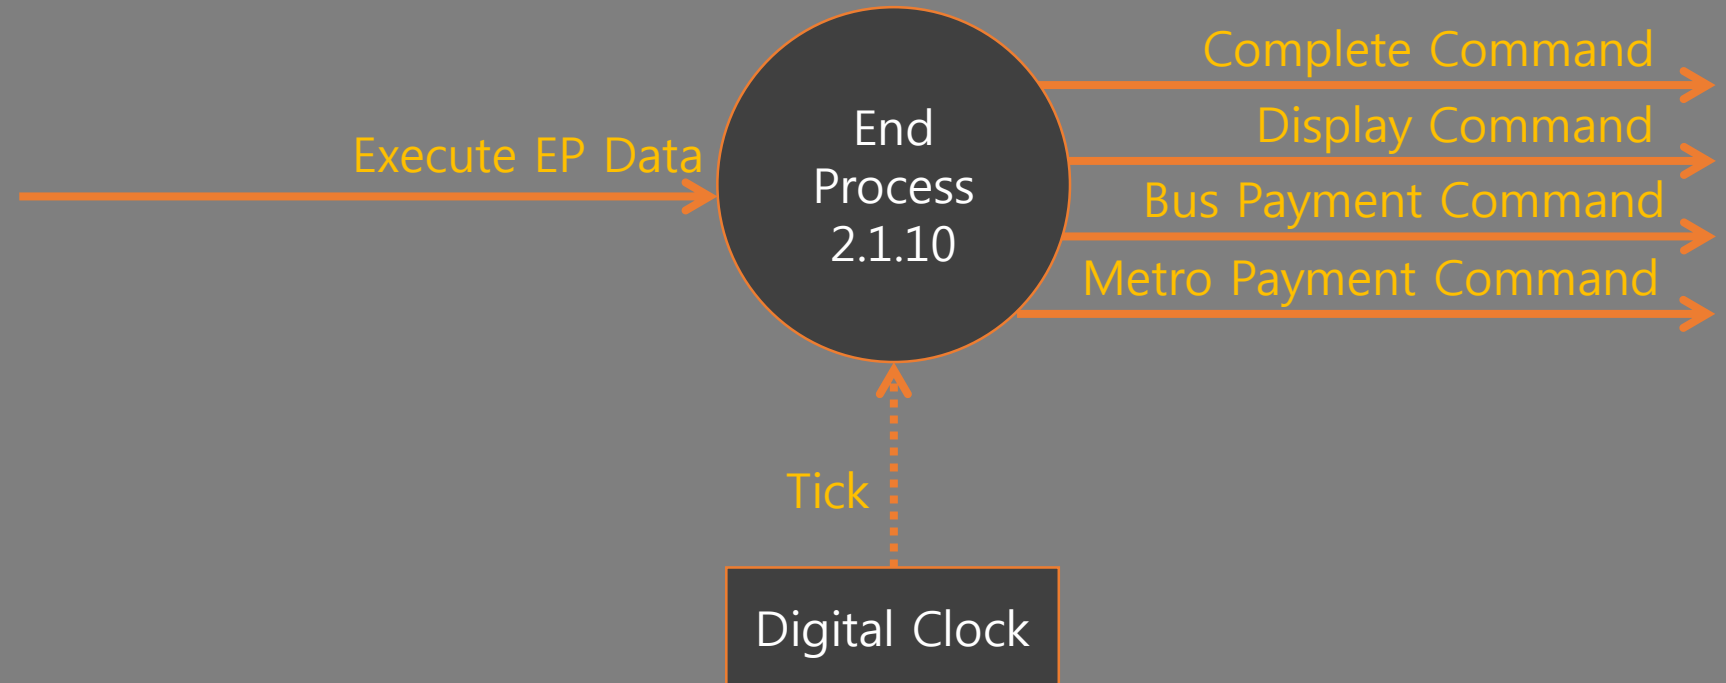 Complete Command
Display Command
Execute EP Data
End
Process
2.1.10
Bus Payment Command
Metro Payment Command
Tick
Digital Clock